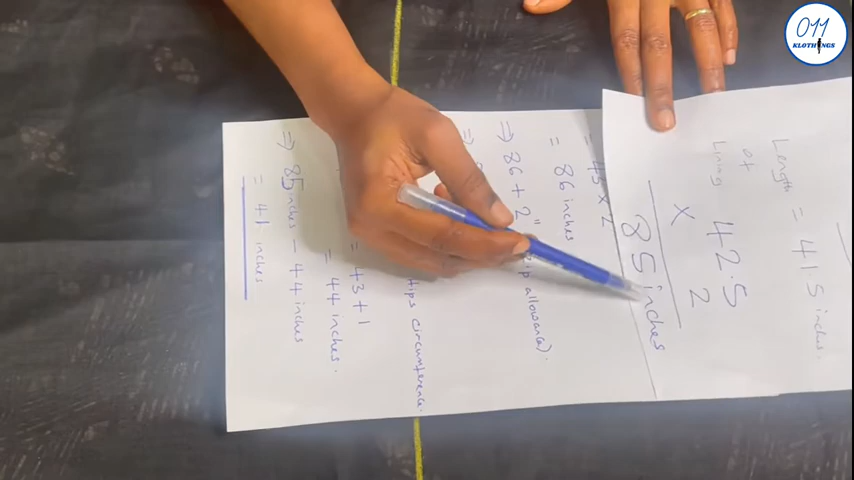 011
KLOTHINGS
Length = 41.5 inches.
of
Lining
42.5
× 2
85 inches
= 43 × 2
= 86 inches
⇒ 86 + 2" allowance).
⇒
Hips circumference.
= 43 + 1
= 44 inches.
⇒ 85 inches - 44 inches
= 41 inches